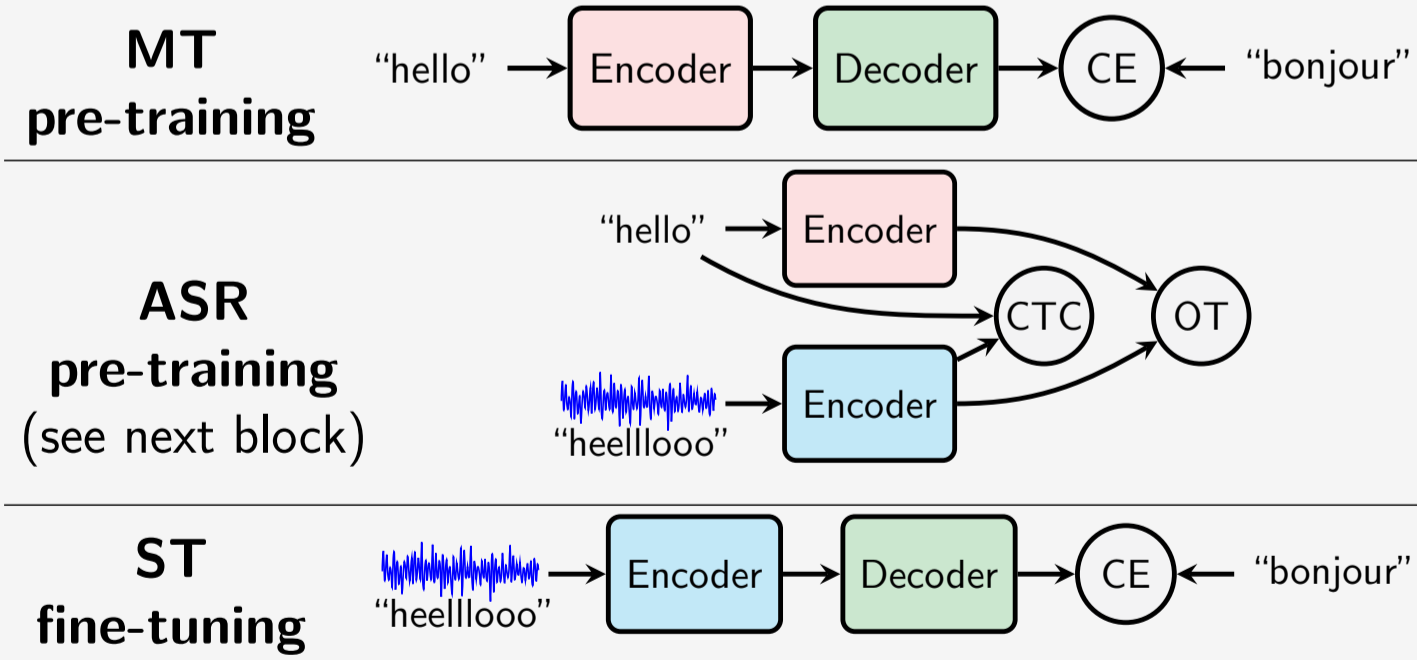 MT
pre-training
“hello”
Encoder
Decoder
CE
“bonjour”
ASR
pre-training
(see next block)
“hello”
Encoder
CTC
OT
“heelllooo”
Encoder
ST
fine-tuning
“heelllooo”
Encoder
Decoder
CE
“bonjour”